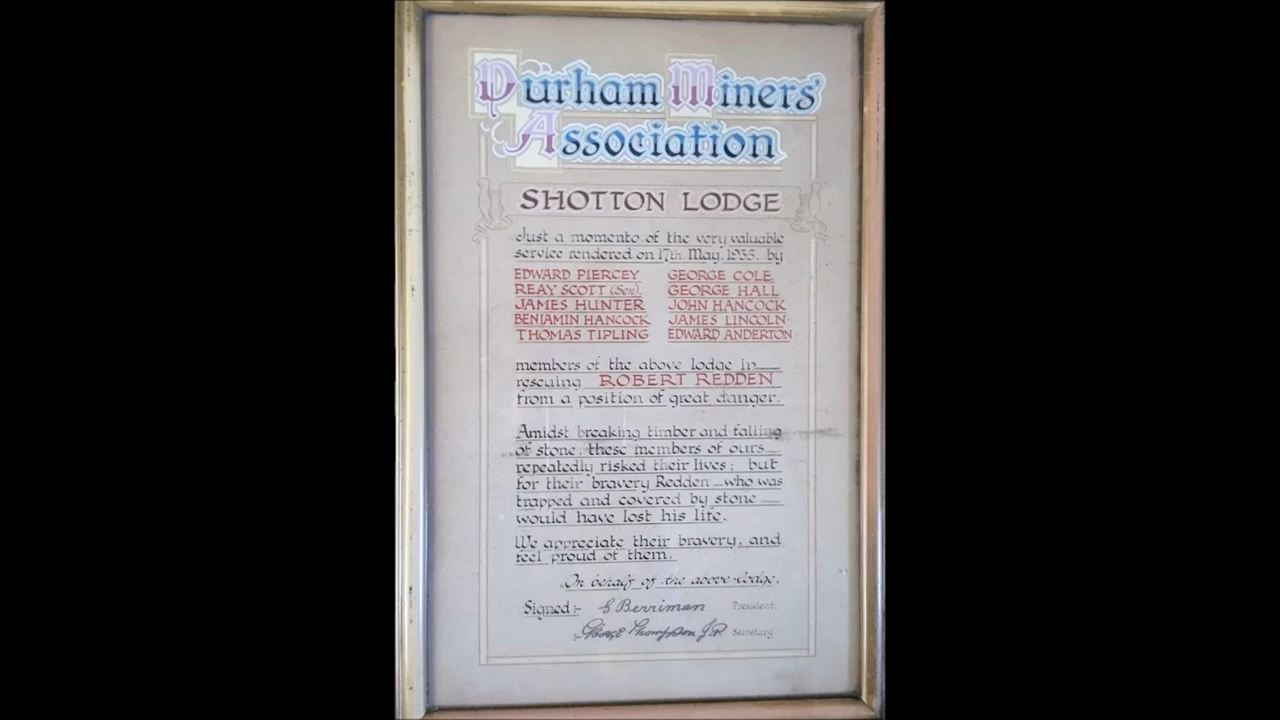 Durham Miners'
Association
SHOTTON LODGE
Just a momento of the very valuable
service rendered on 17th. May, 1935, by
EDWARD PIERCEY GEORGE COLE
REAY SCOTT (Sen). GEORGE HALL
JAMES HUNTER JOHN HANCOCK
BENJAMIN HANCOCK JAMES LINCOLN
THOMAS TIPLING EDWARD ANDERTON
members of the above lodge in
rescuing ROBERT REDDEN
from a position of great danger.
Amidst breaking timber and falling
of stone, these members of ours
repeatedly risked their lives; but
for their bravery Redden — who was
trapped and covered by stone —
would have lost his life.
We appreciate their bravery, and
feel proud of them.
On behalf of the above lodge,
Signed:- G Berriman President.
:- George Thompson J.P. Secretary.